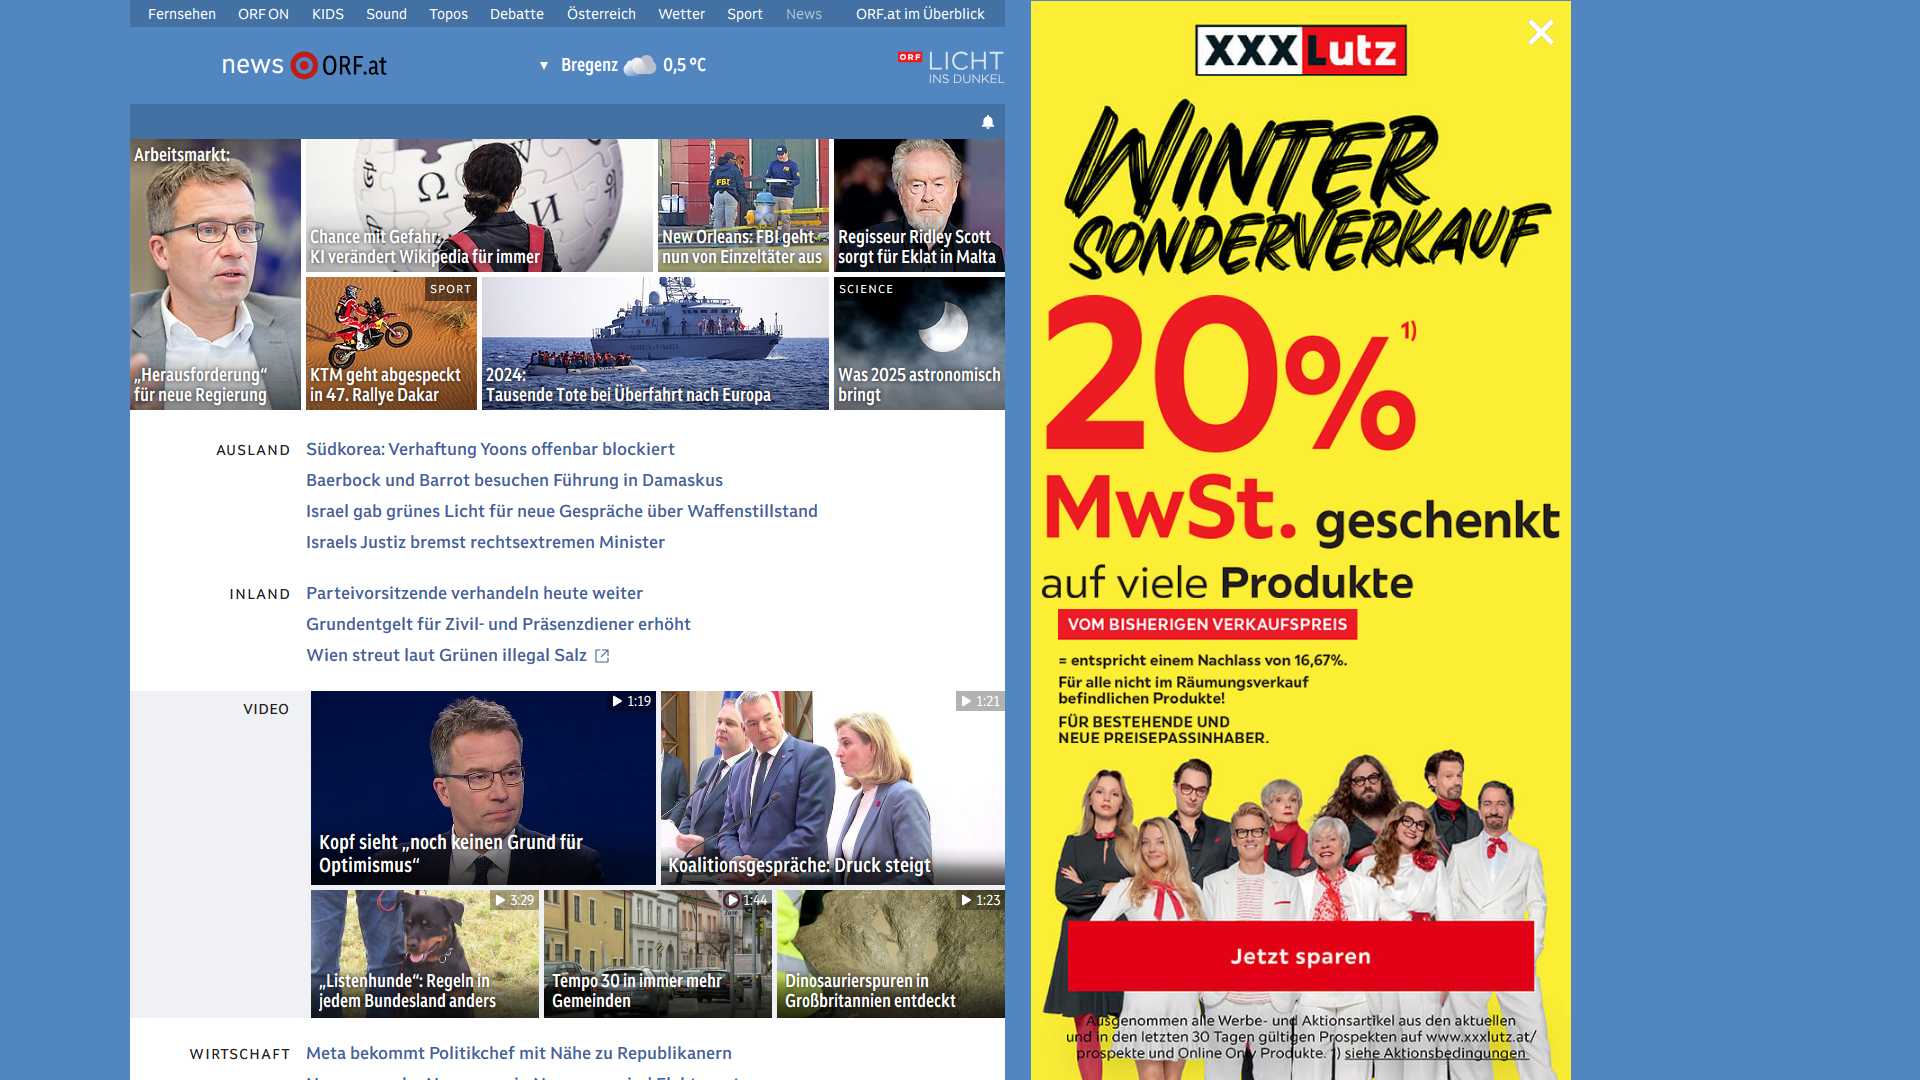 Fernsehen ORF ON KIDS Sound Topos Debatte Österreich Wetter Sport News ORF.at im Überblick
news ORF.at
▼ Bregenz 0,5 °C
ORF LICHT
INS DUNKEL
Arbeitsmarkt:
„Herausforderung“
für neue Regierung
Chance mit Gefahr:
KI verändert Wikipedia für immer
New Orleans: FBI geht
nun von Einzeltäter aus
Regisseur Ridley Scott
sorgt für Eklat in Malta
SPORT
KTM geht abgespeckt
in 47. Rallye Dakar
2024:
Tausende Tote bei Überfahrt nach Europa
SCIENCE
Was 2025 astronomisch
bringt
AUSLAND
Südkorea: Verhaftung Yoons offenbar blockiert
Baerbock und Barrot besuchen Führung in Damaskus
Israel gab grünes Licht für neue Gespräche über Waffenstillstand
Israels Justiz bremst rechtsextremen Minister
INLAND
Parteivorsitzende verhandeln heute weiter
Grundentgelt für Zivil- und Präsenzdiener erhöht
Wien streut laut Grünen illegal Salz
VIDEO
1:19
Kopf sieht „noch keinen Grund für
Optimismus“
1:21
Koalitionsgespräche: Druck steigt
3:29
„Listenhunde“: Regeln in
jedem Bundesland anders
1:44
Tempo 30 in immer mehr
Gemeinden
1:23
Dinosaurierspuren in
Großbritannien entdeckt
WIRTSCHAFT
Meta bekommt Politikchef mit Nähe zu Republikanern
XXXLutz
WINTER
SONDERVERKAUF
20% 1)
MwSt. geschenkt
auf viele Produkte
VOM BISHERIGEN VERKAUFSPREIS
= entspricht einem Nachlass von 16,67%.
Für alle nicht im Räumungsverkauf
befindlichen Produkte!
FÜR BESTEHENDE UND
NEUE PREISEPASSINHABER.
Jetzt sparen
Ausgenommen alle Werbe- und Aktionsartikel aus den aktuellen
und in den letzten 30 Tagen gültigen Prospekten auf www.xxxlutz.at/
prospekte und Online Only Produkte. 1) siehe Aktionsbedingungen